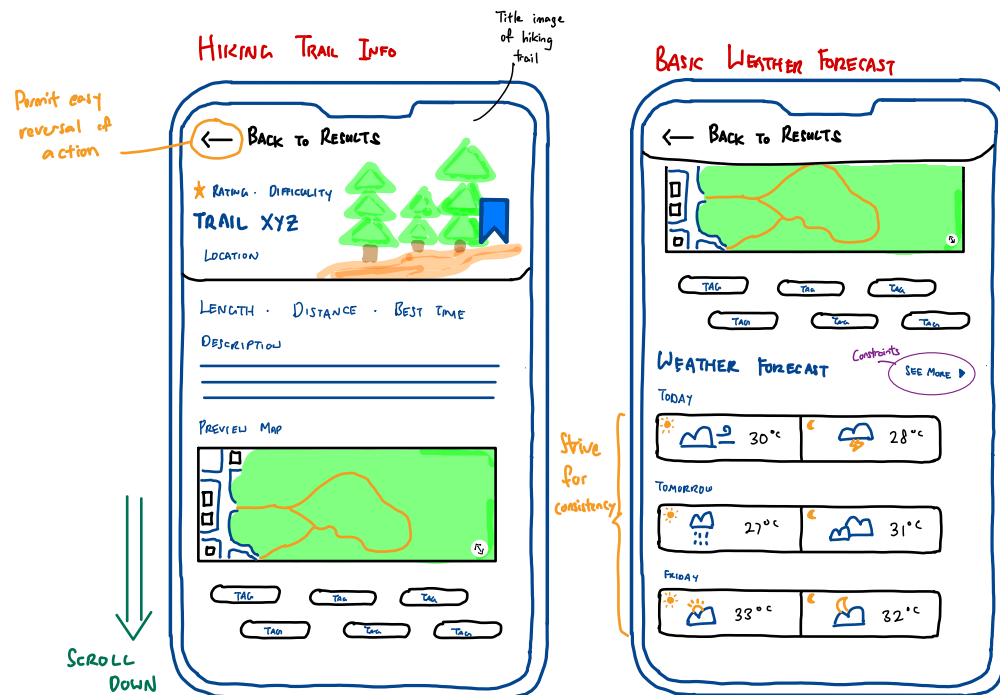 HIKING TRAIL INFO
Title image
of hiking
trail
Permit easy
reversal of
action
BACK TO RESULTS
RATING · DIFFICULITY
TRAIL XYZ
LOCATION
LENGTH · DISTANCE · BEST TIME
DESCRIPTION
PREVIEW MAP
TAG TAG TAG
TAG TAG TAG
SCROLL
DOWN
BASIC WEATHER FORECAST
BACK TO RESULTS
TAG TAG TAG
TAG TAG TAG
Constraints
WEATHER FORECAST SEE MORE
TODAY
30°C 28°C
Strive
for
consistency
TOMORROW
27°C 31°C
FRIDAY
33°C 32°C